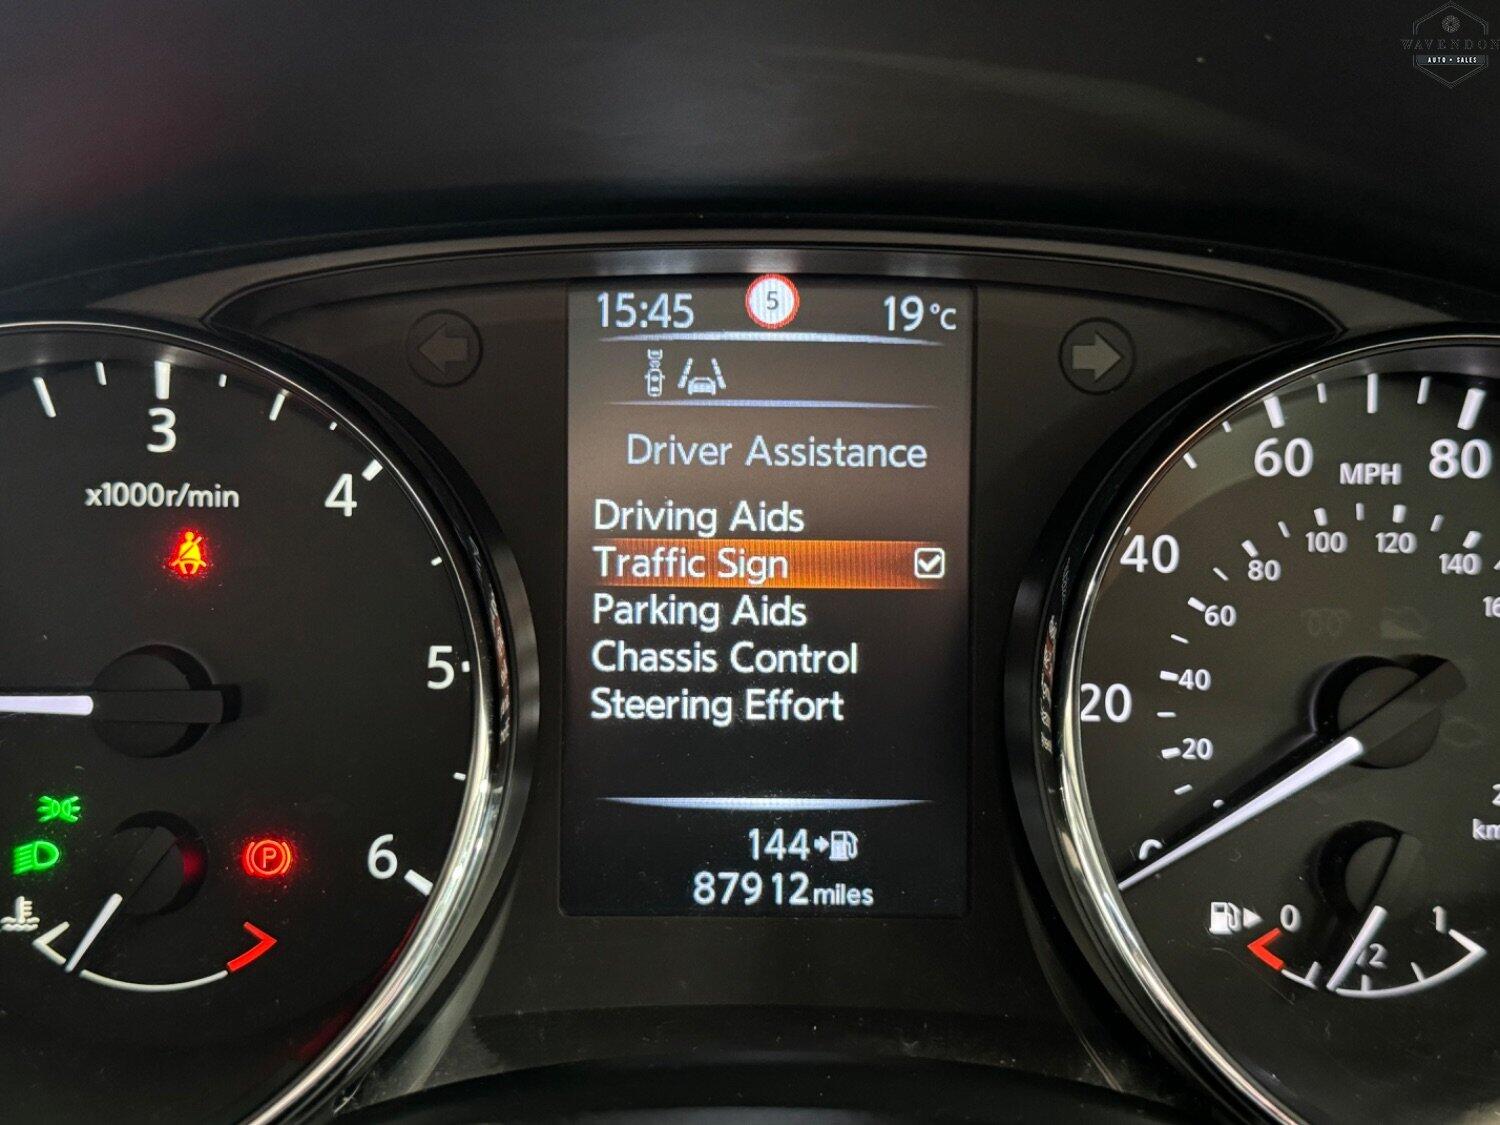 WAVENDON
AUTO • SALES
15:45
5
19°C
Driver Assistance
Driving Aids
Traffic Sign
Parking Aids
Chassis Control
Steering Effort
144
87912 miles
3
4
5
6
x1000r/min
P
0
20
40
60
80
MPH
20
40
60
80
100
120
140
km
0
1